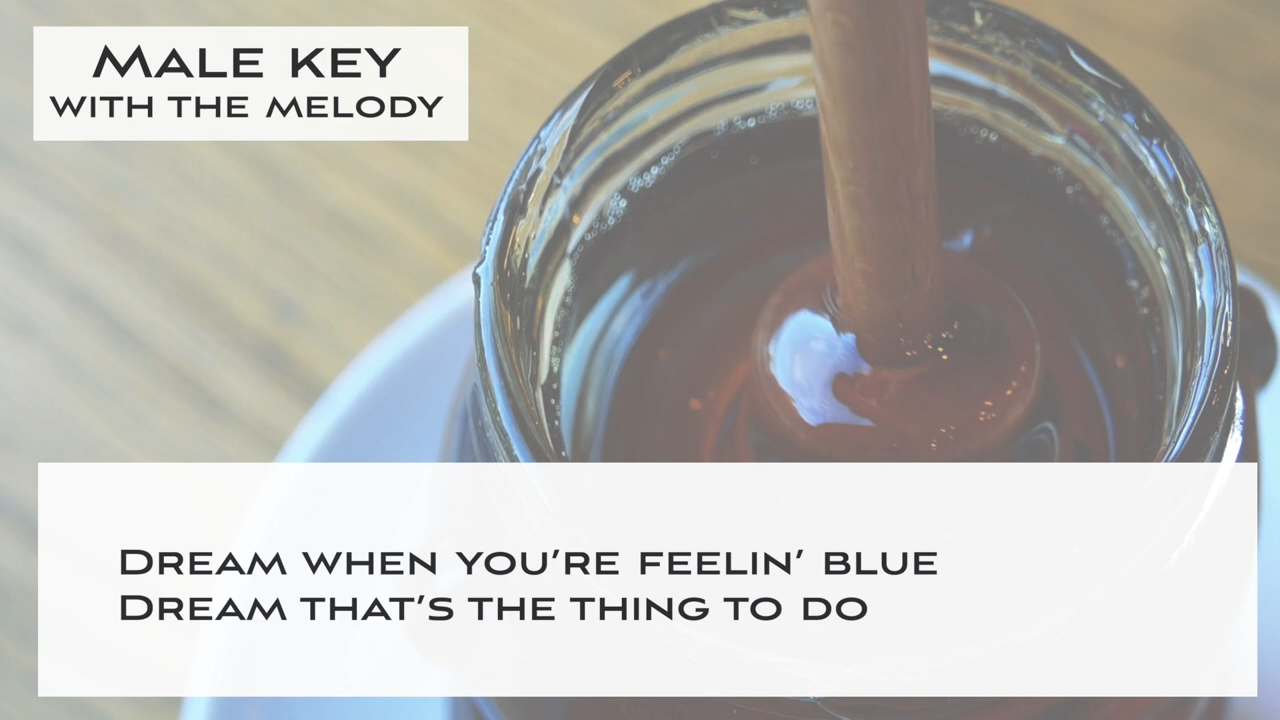 Male key
with the melody
Dream when you're feelin' blue
Dream that's the thing to do